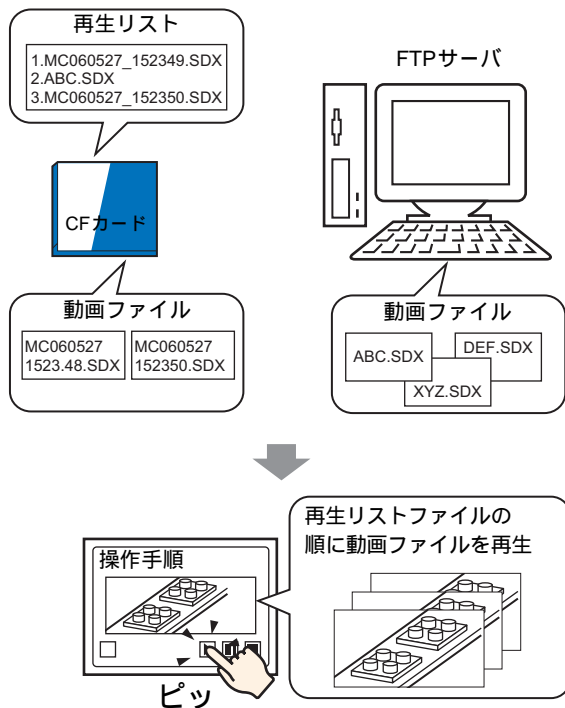 再生リスト
1.MC060527_152349.SDX
2.ABC.SDX
3.MC060527_152350.SDX
CFカード
動画ファイル
MC060527
1523.48.SDX
MC060527
152350.SDX
FTPサーバ
動画ファイル
ABC.SDX
DEF.SDX
XYZ.SDX
操作手順
ピッ
再生リストファイルの
順に動画ファイルを再生